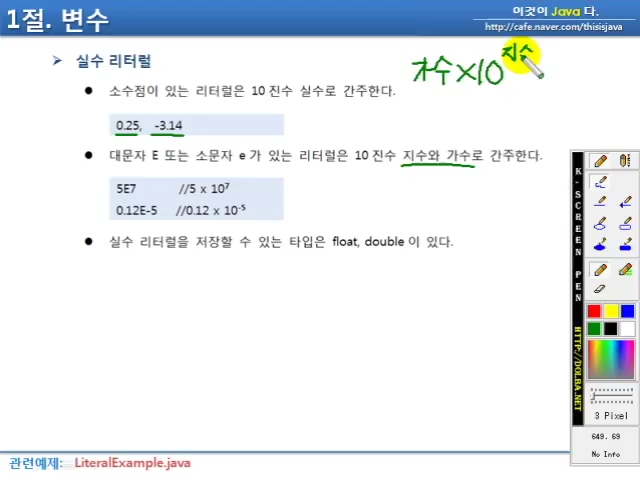 1절. 변수
이것이 Java 다.
http://cafe.naver.com/thisisjava
실수 리터럴
소수점이 있는 리터럴은 10 진수 실수로 간주한다.
0.25, -3.14
대문자 E 또는 소문자 e 가 있는 리터럴은 10 진수 지수와 가수로 간주한다.
5E7 //5 x 10⁷
0.12E-5 //0.12 x 10⁻⁵
실수 리터럴을 저장할 수 있는 타입은 float, double 이 있다.
×10 지수
K-SCREEN PEN
HTTP://DOLBA.NET
3 Pixel
649, 69
No Info
관련예제: LiteralExample.java